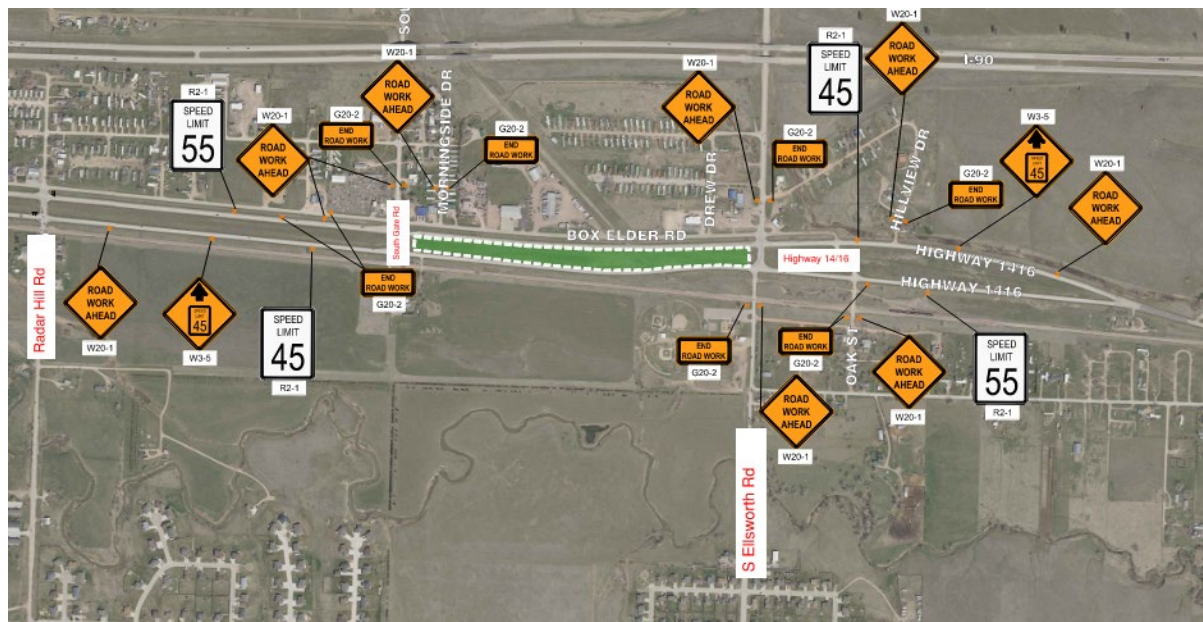 SOU
I-90
W20-1
ROAD
WORK
AHEAD
MORNINGSIDE DR
R2-1
SPEED
LIMIT
55
W20-1
ROAD
WORK
AHEAD
G20-2
END
ROAD WORK
G20-2
END
ROAD WORK
W20-1
ROAD
WORK
AHEAD
DREW DR
G20-2
END
ROAD WORK
R2-1
SPEED
LIMIT
45
W20-1
ROAD
WORK
AHEAD
HILLVIEW DR
G20-2
END
ROAD WORK
W3-5
SPEED
LIMIT
45
W20-1
ROAD
WORK
AHEAD
South Gate Rd
BOX ELDER RD
Highway 14/16
HIGHWAY 1416
HIGHWAY 1416
Radar Hill Rd
ROAD
WORK
AHEAD
W20-1
SPEED
LIMIT
45
W3-5
SPEED
LIMIT
45
R2-1
END
ROAD WORK
G20-2
END
ROAD WORK
G20-2
S Ellsworth Rd
ROAD
WORK
AHEAD
W20-1
END
ROAD WORK
G20-2
OAK ST
ROAD
WORK
AHEAD
W20-1
SPEED
LIMIT
55
R2-1